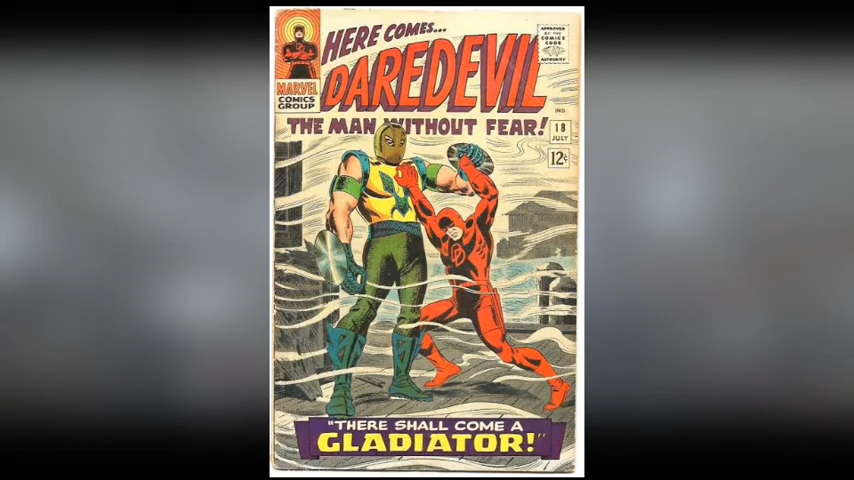 HERE COMES...
DAREDEVIL
THE MAN WITHOUT FEAR!
MARVEL
COMICS
GROUP
APPROVED
BY THE
COMICS
CODE
AUTHORITY
IND.
18
JULY
12¢
DD
"THERE SHALL COME A
GLADIATOR!"